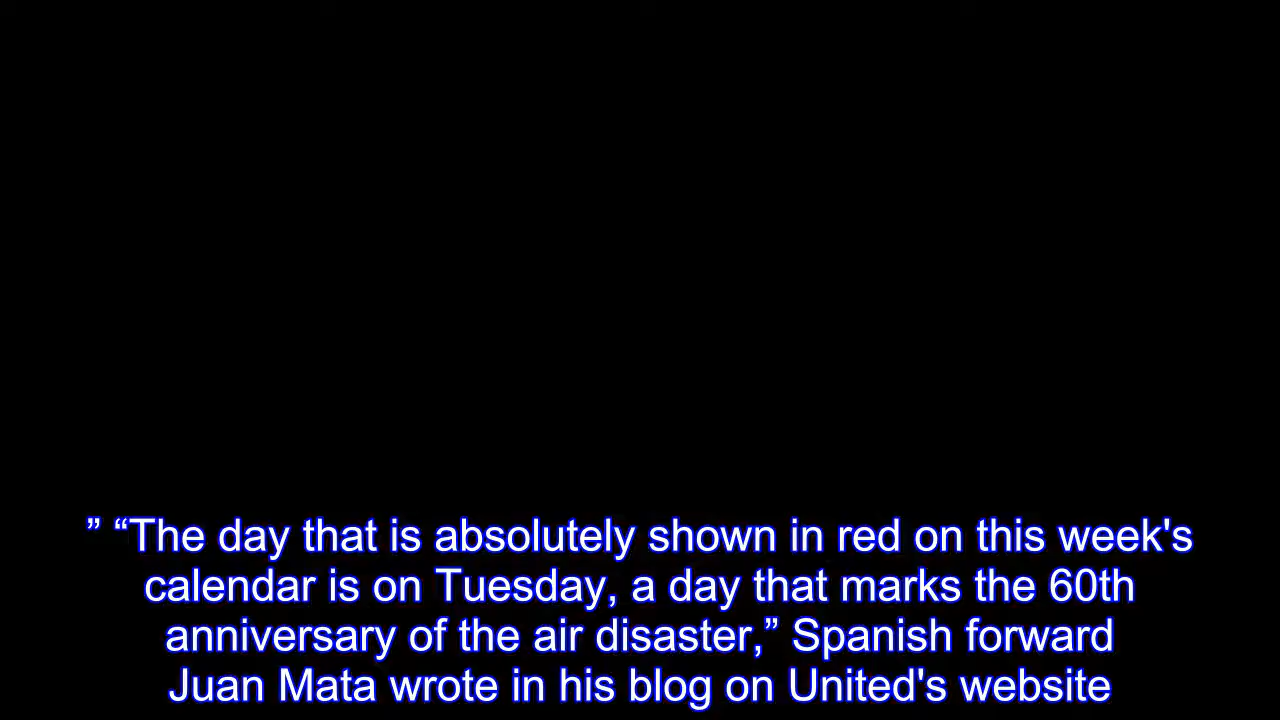 ” “The day that is absolutely shown in red on this week's
calendar is on Tuesday, a day that marks the 60th
anniversary of the air disaster,” Spanish forward
Juan Mata wrote in his blog on United's website